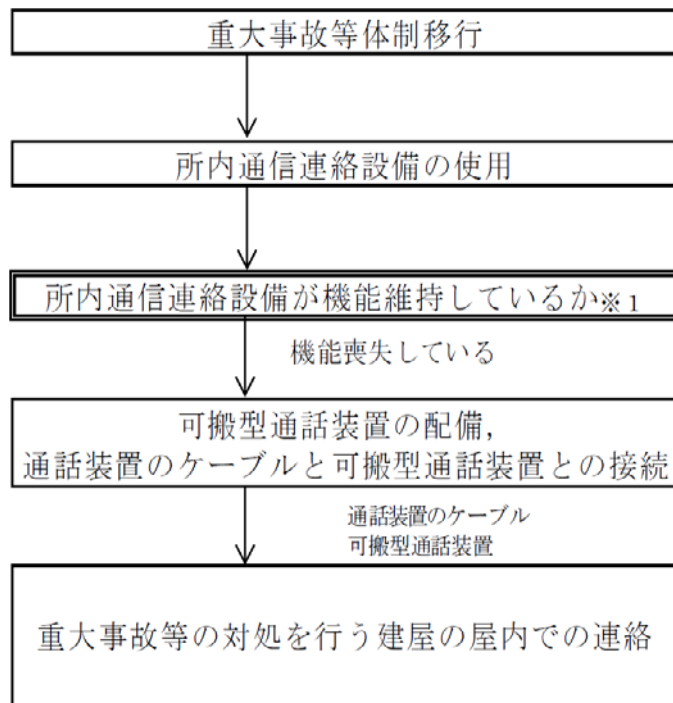 重大事故等体制移行
所内通信連絡設備の使用
所内通信連絡設備が機能維持しているか※1
機能喪失している
可搬型通話装置の配備,
通話装置のケーブルと可搬型通話装置との接続
通話装置のケーブル
可搬型通話装置
重大事故等の対処を行う建屋の屋内での連絡